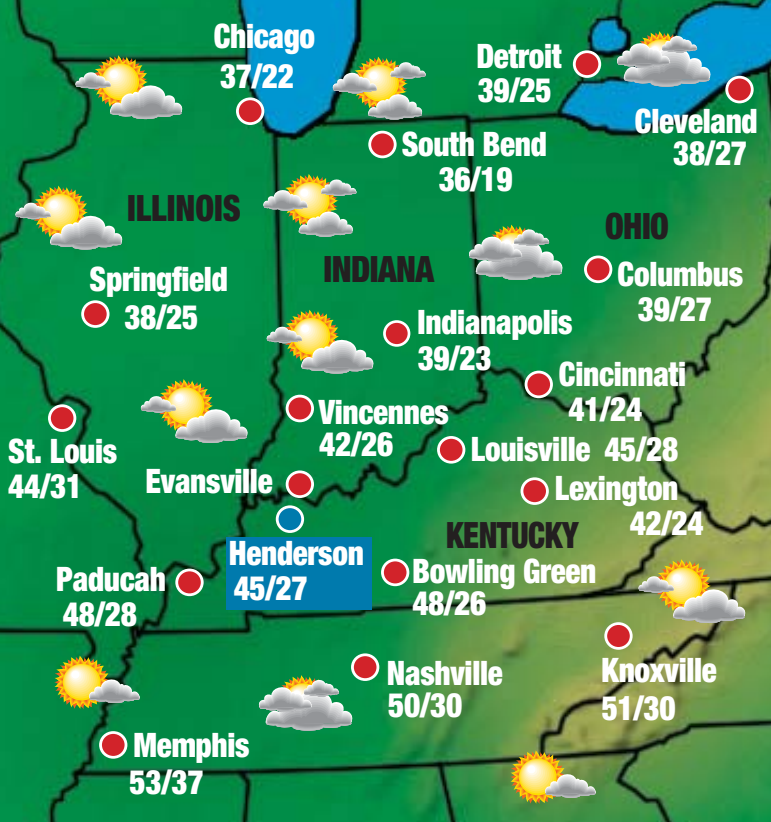 Chicago
37/22
Detroit
39/25
Cleveland
38/27
South Bend
36/19
ILLINOIS
OHIO
INDIANA
Springfield
38/25
Columbus
39/27
Indianapolis
39/23
Cincinnati
41/24
Vincennes
42/26
St. Louis
44/31
Louisville 45/28
Evansville
Lexington
42/24
KENTUCKY
Henderson
45/27
Paducah
48/28
Bowling Green
48/26
Nashville
50/30
Knoxville
51/30
Memphis
53/37